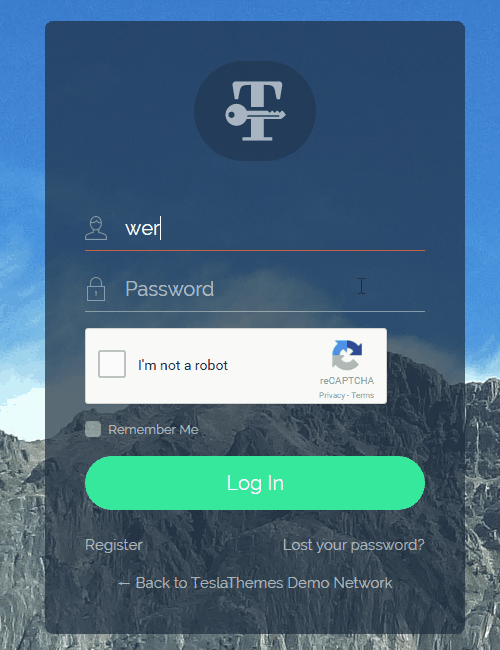 T
wer
Password
I'm not a robot
reCAPTCHA
Privacy - Terms
Remember Me
Log In
Register
Lost your password?
← Back to TeslaThemes Demo Network